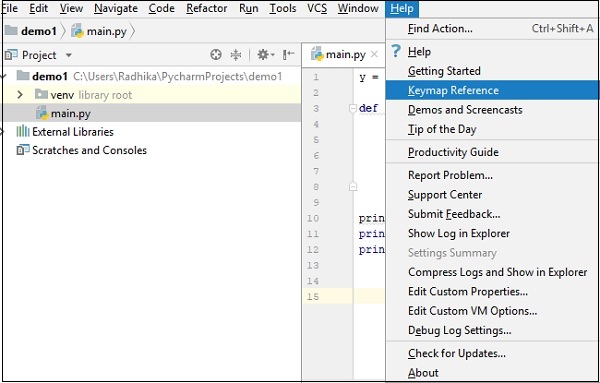 File Edit View Navigate Code Refactor Run Tools VCS Window Help
demo1 main.py
Project
main.py
demo1 C:\Users\Radhika\PycharmProjects\demo1
venv library root
main.py
External Libraries
Scratches and Consoles
1 y =
2
3 def
4
5
6
7
8
9
10 prin
11 prin
12 prin
13
14
15
Find Action... Ctrl+Shift+A
? Help
Getting Started
Keymap Reference
Demos and Screencasts
Tip of the Day
Productivity Guide
Report Problem...
Support Center
Submit Feedback...
Show Log in Explorer
Settings Summary
Compress Logs and Show in Explorer
Edit Custom Properties...
Edit Custom VM Options...
Debug Log Settings...
Check for Updates...
About